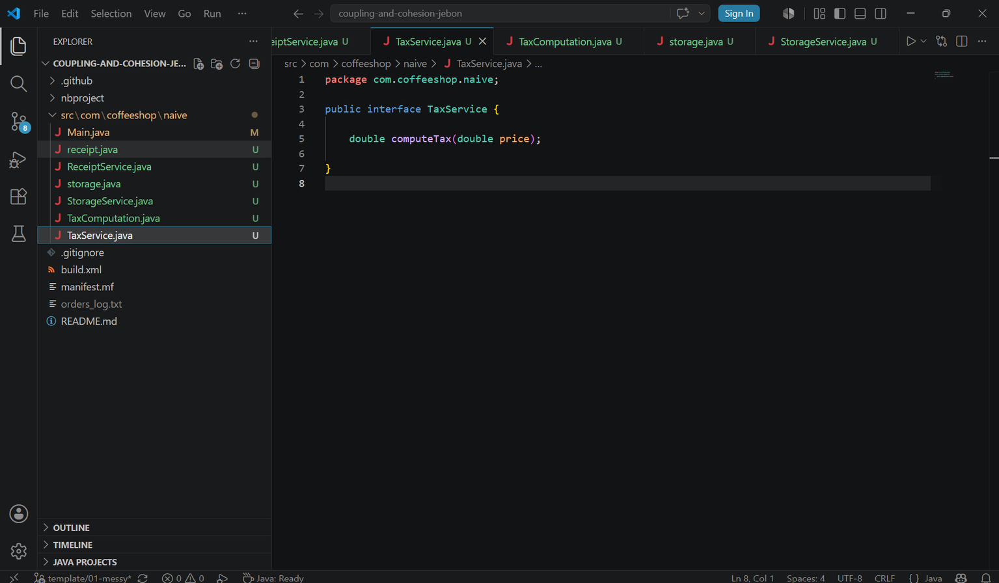 File Edit Selection View Go Run ···
coupling-and-cohesion-jebon
Sign In
EXPLORER
COUPLING-AND-COHESION-JE...
.github
nbproject
src\com\coffeeshop\naive
Main.java M
receipt.java U
ReceiptService.java U
storage.java U
StorageService.java U
TaxComputation.java U
TaxService.java U
.gitignore
build.xml
manifest.mf
orders_log.txt
README.md
OUTLINE
TIMELINE
JAVA PROJECTS
8
eiptService.java U
TaxService.java U
TaxComputation.java U
storage.java U
StorageService.java U
src > com > coffeeshop > naive > TaxService.java > ...
1 package com.coffeeshop.naive;
2
3 public interface TaxService {
4
5 double computeTax(double price);
6
7 }
8
template/01-messy* 0 0 Java: Ready
Ln 8, Col 1 Spaces: 4 UTF-8 CRLF {} Java